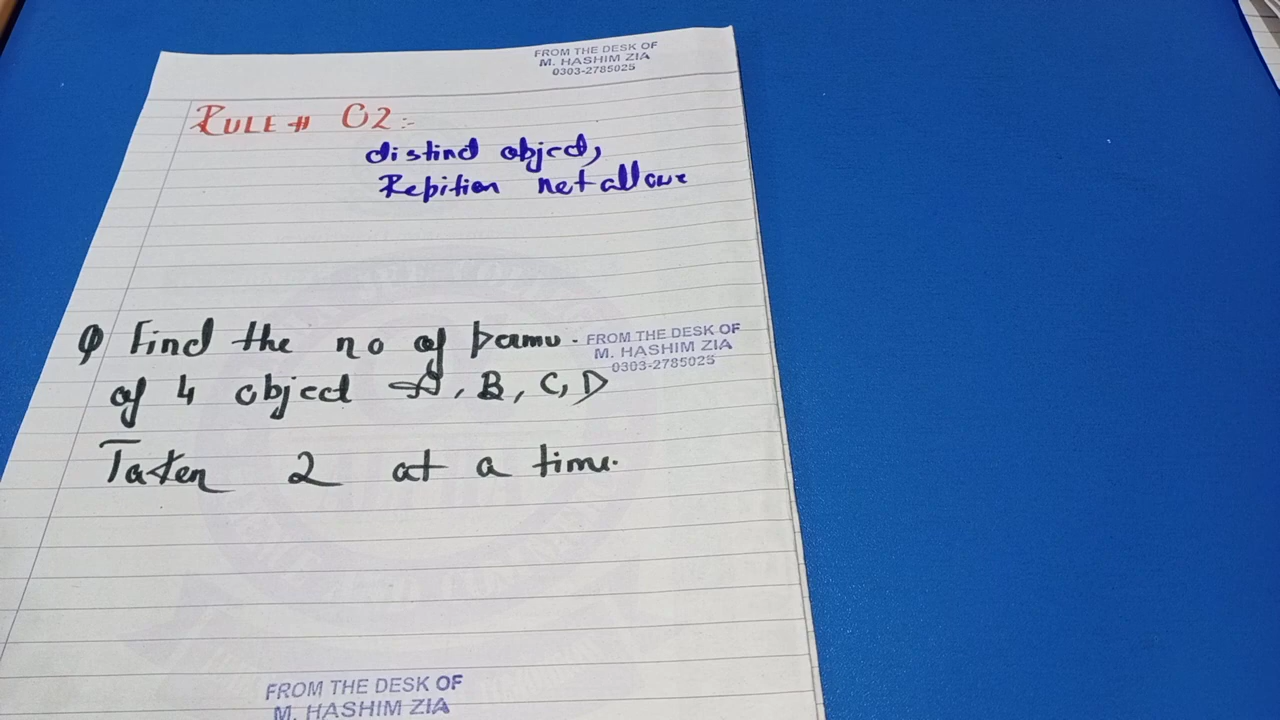 FROM THE DESK OF
M. HASHIM ZIA
0303-2785025
RULE # 02:-
distinct object,
Repition not allow
Q Find the no of permu.
of 4 object A, B, C, D
Taken 2 at a time.
FROM THE DESK OF
M. HASHIM ZIA
0303-2785025
FROM THE DESK OF
M. HASHIM ZIA